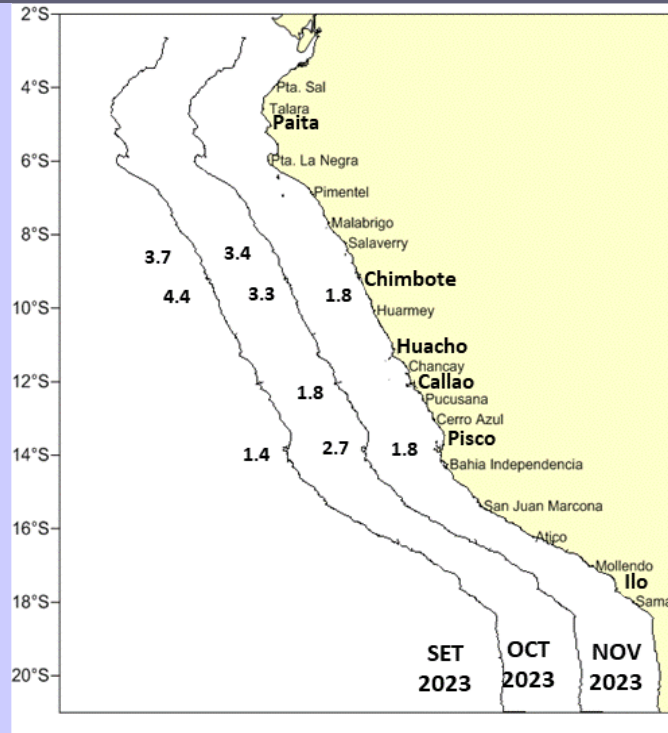 2°S
4°S
Pta. Sal
Talara
Paita
6°S
Pta. La Negra
Pimentel
Malabrigo
8°S
Salaverry
3.7
3.4
Chimbote
4.4
3.3
1.8
10°S
Huarmey
Huacho
Chancay
12°S
Callao
1.8
Pucusana
Cerro Azul
Pisco
1.4
2.7
1.8
14°S
Bahia Independencia
San Juan Marcona
16°S
Atico
Mollendo
Ilo
18°S
Sama
SET
2023
OCT
2023
NOV
2023
20°S